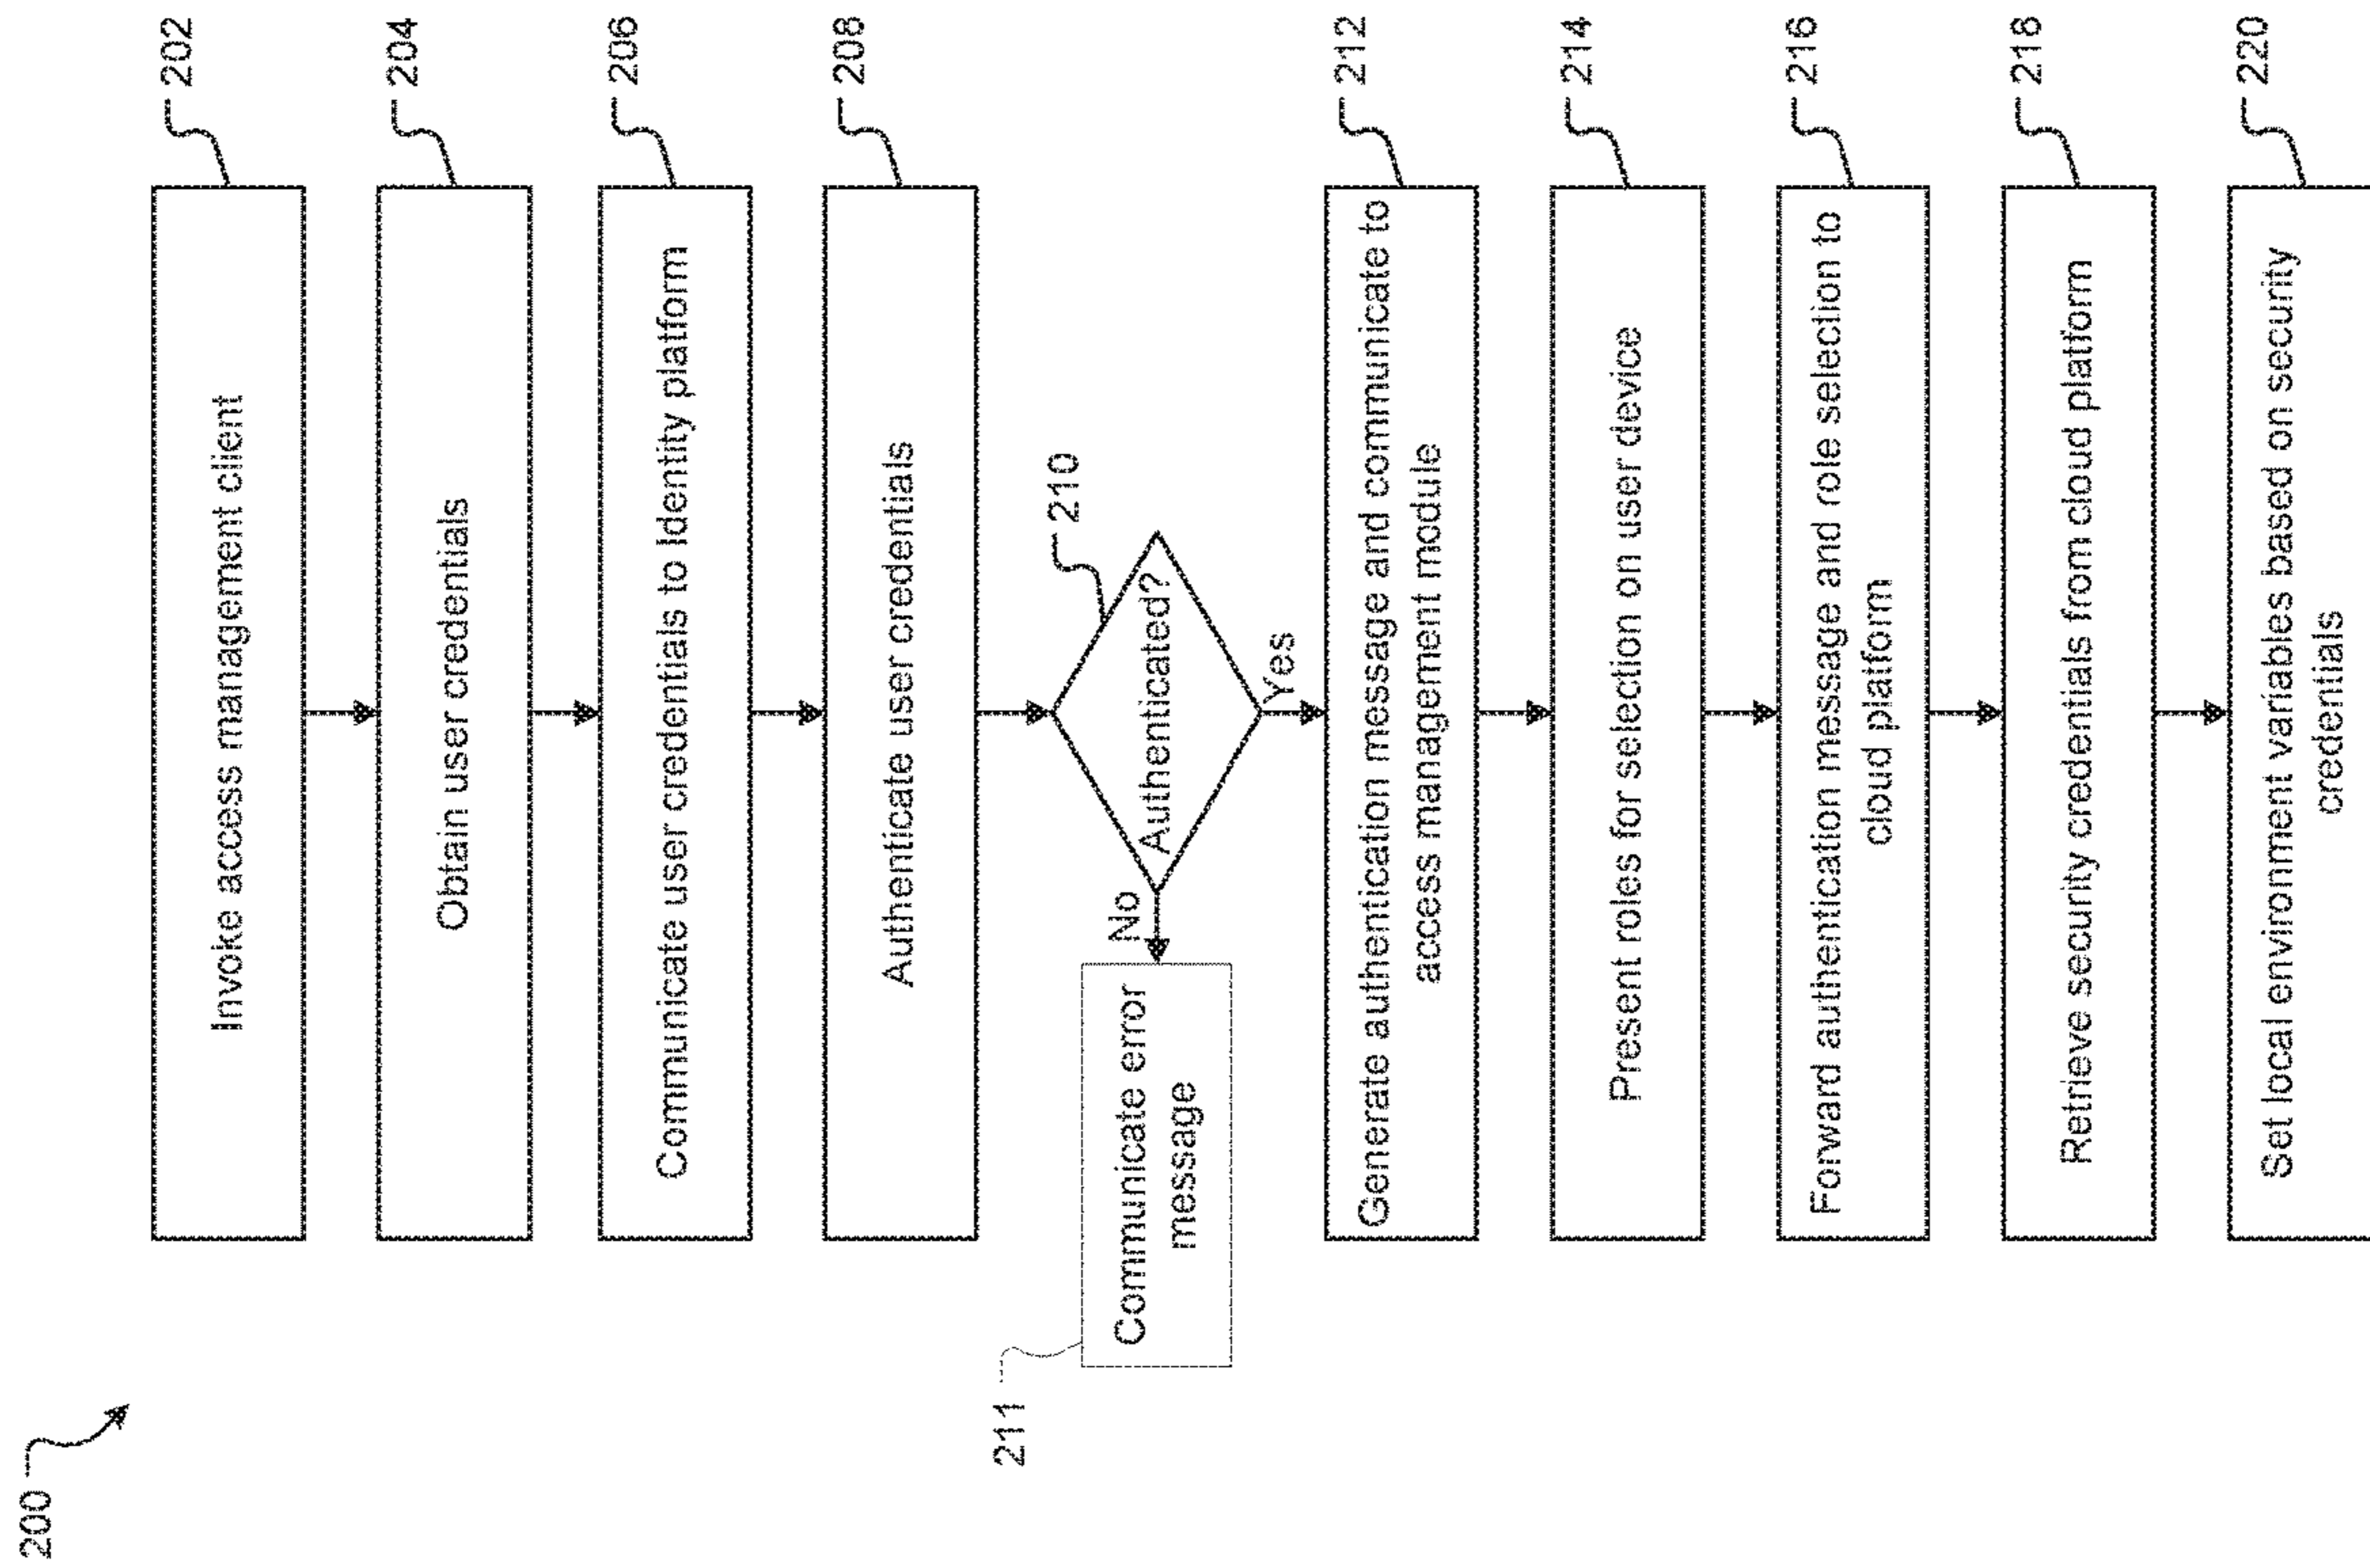 200
Invoke access management client
202
Obtain user credentials
204
Communicate user credentials to Identity platform
206
Authenticate user credentials
208
Authenticated?
210
No
Communicate error
message
211
Yes
Generate authentication message and communicate to
access management module
212
Present roles for selection on user device
214
Forward authentication message and role selection to
cloud platform
216
Retrieve security credentials from cloud platform
218
Set local environment variables based on security
credentials
220